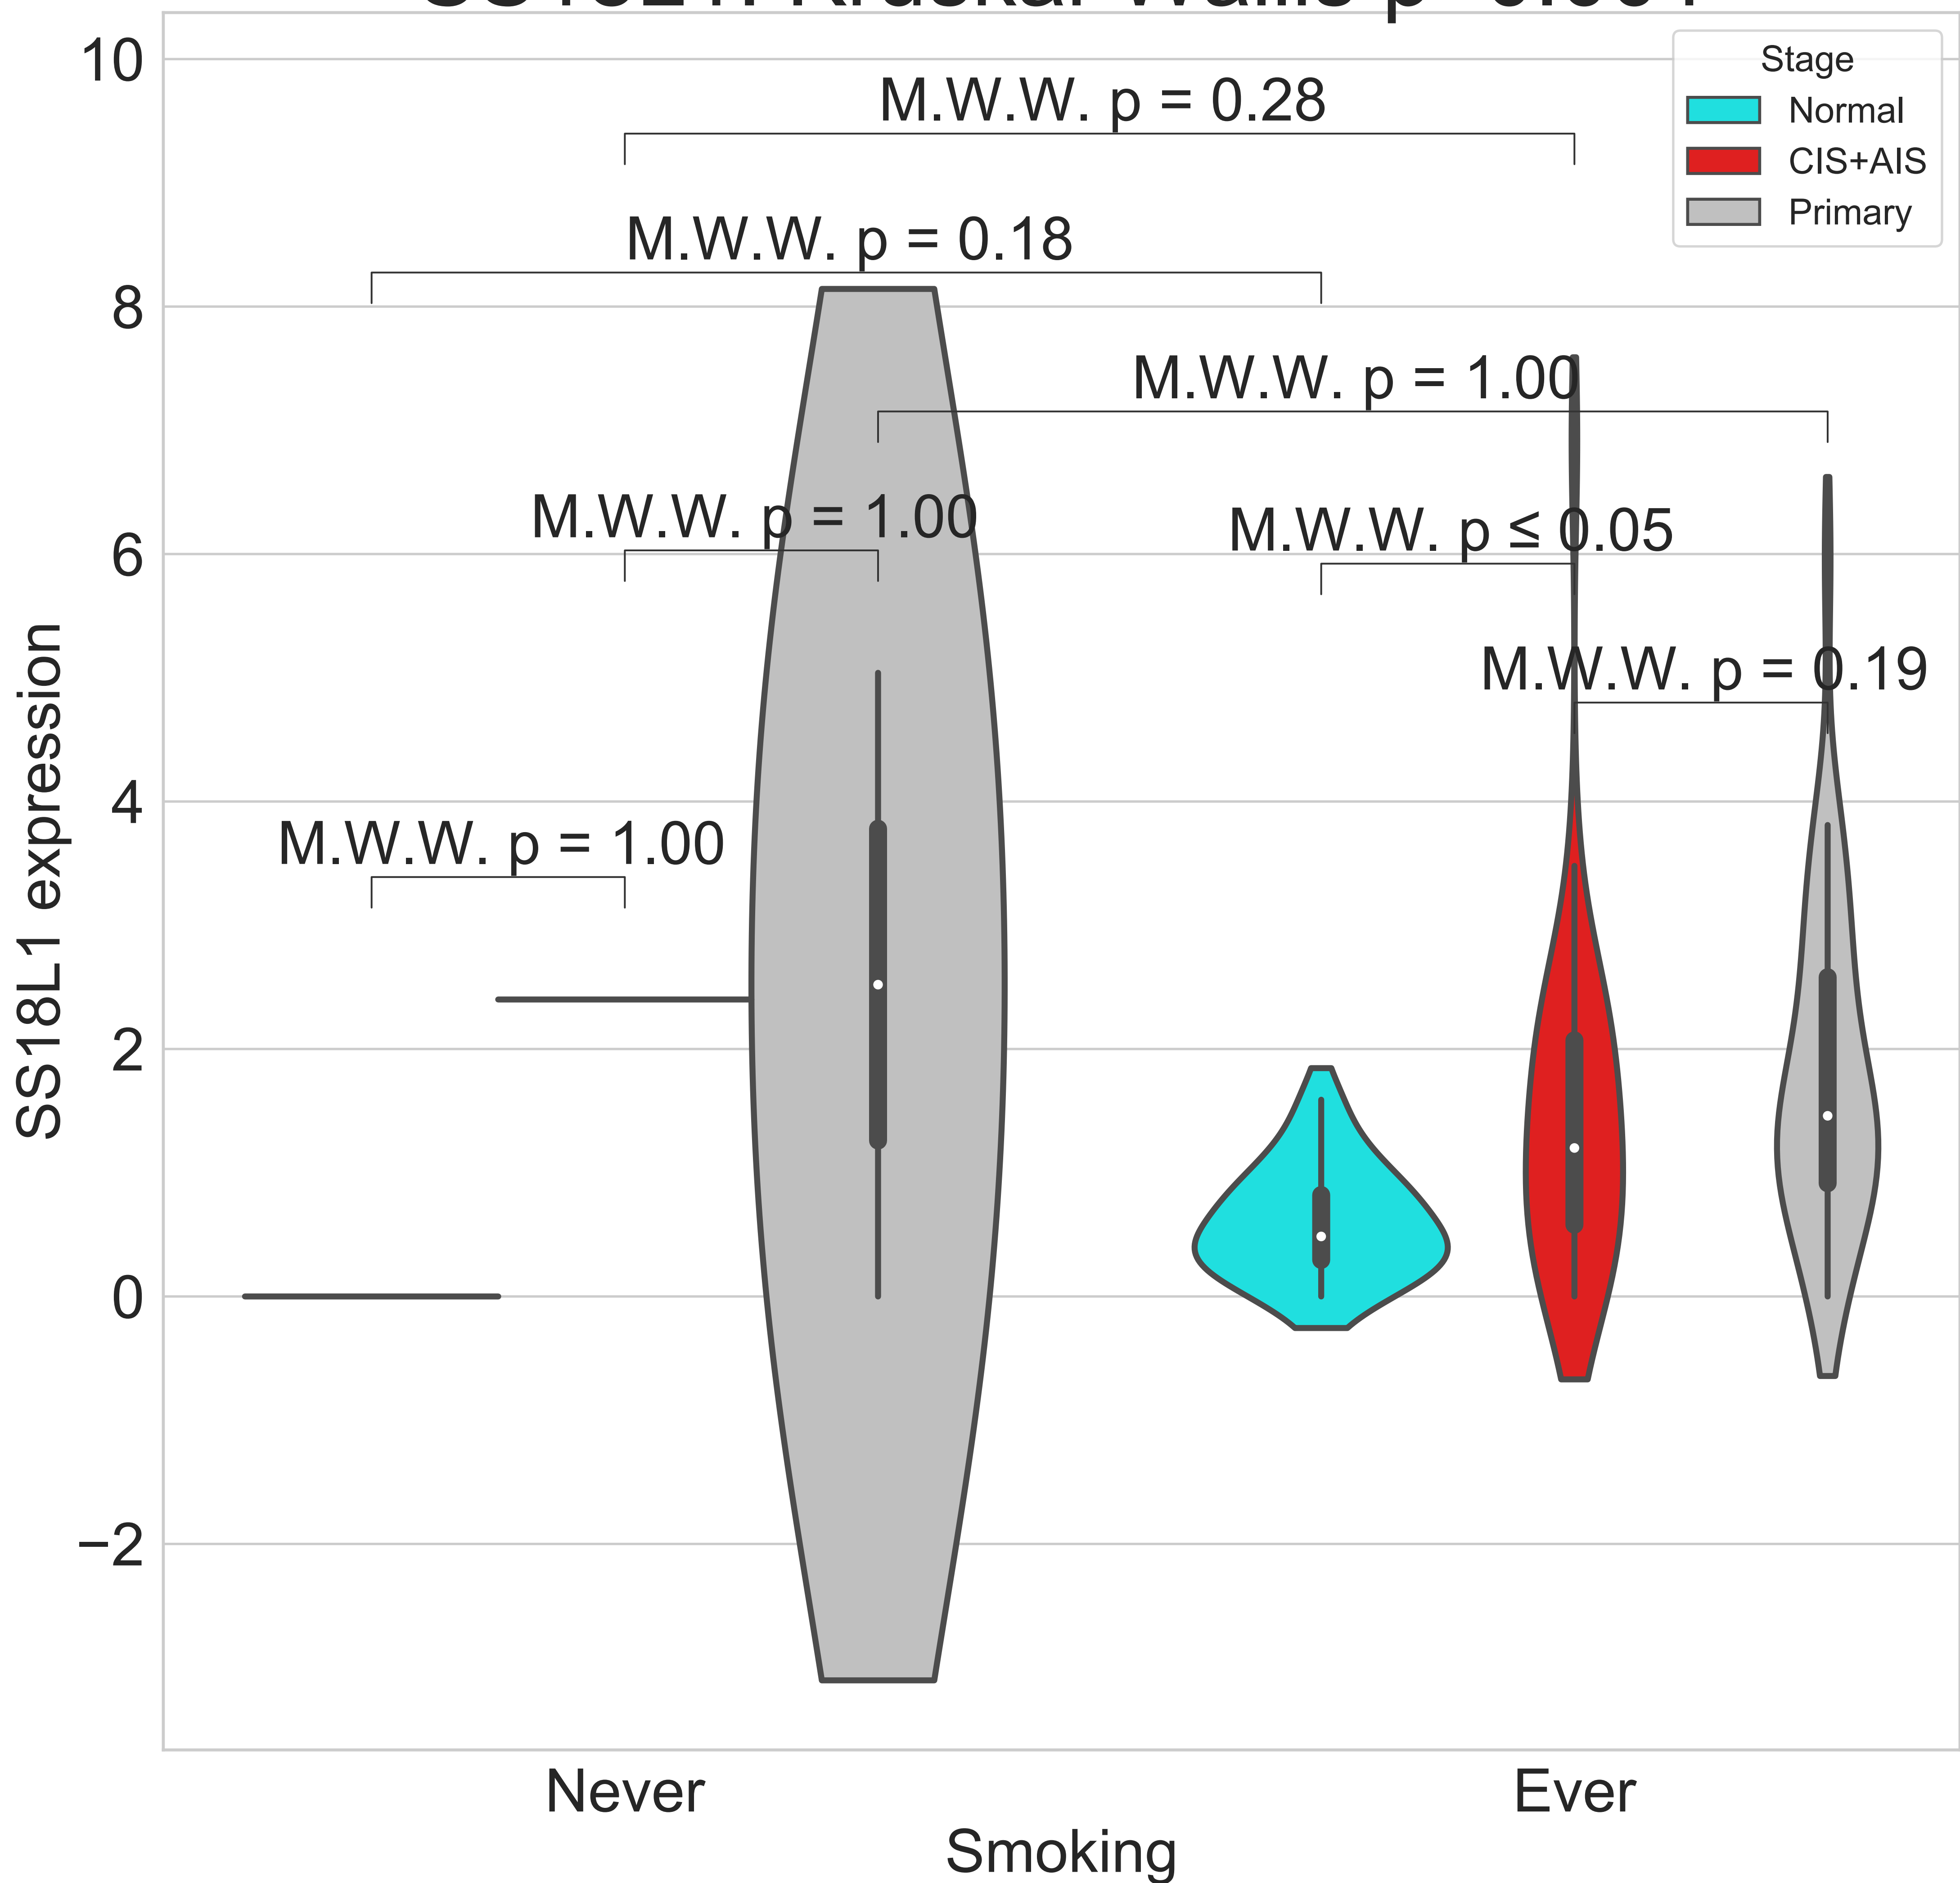 10
M.W.W. p = 0.28
Stage
Normal
CIS+AIS
Primary
M.W.W. p = 0.18
8
M.W.W. p = 1.00
M.W.W. p = 1.00
M.W.W. p ≤ 0.05
6
M.W.W. p = 0.19
4
M.W.W. p = 1.00
2
0
−2
SS18L1 expression
Never
Ever
Smoking